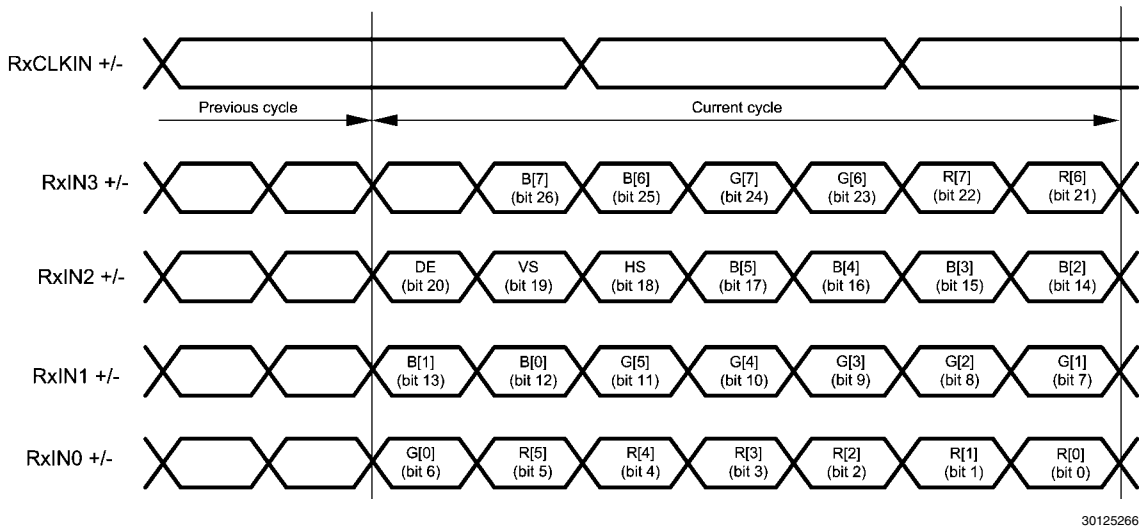 RxCLKIN +/-
Previous cycle
Current cycle
RxIN3 +/-
B[7] B[6] G[7] G[6] R[7] R[6]
(bit 26) (bit 25) (bit 24) (bit 23) (bit 22) (bit 21)
RxIN2 +/-
DE VS HS B[5] B[4] B[3] B[2]
(bit 20) (bit 19) (bit 18) (bit 17) (bit 16) (bit 15) (bit 14)
RxIN1 +/-
B[1] B[0] G[5] G[4] G[3] G[2] G[1]
(bit 13) (bit 12) (bit 11) (bit 10) (bit 9) (bit 8) (bit 7)
RxIN0 +/-
G[0] R[5] R[4] R[3] R[2] R[1] R[0]
(bit 6) (bit 5) (bit 4) (bit 3) (bit 2) (bit 1) (bit 0)
30125266